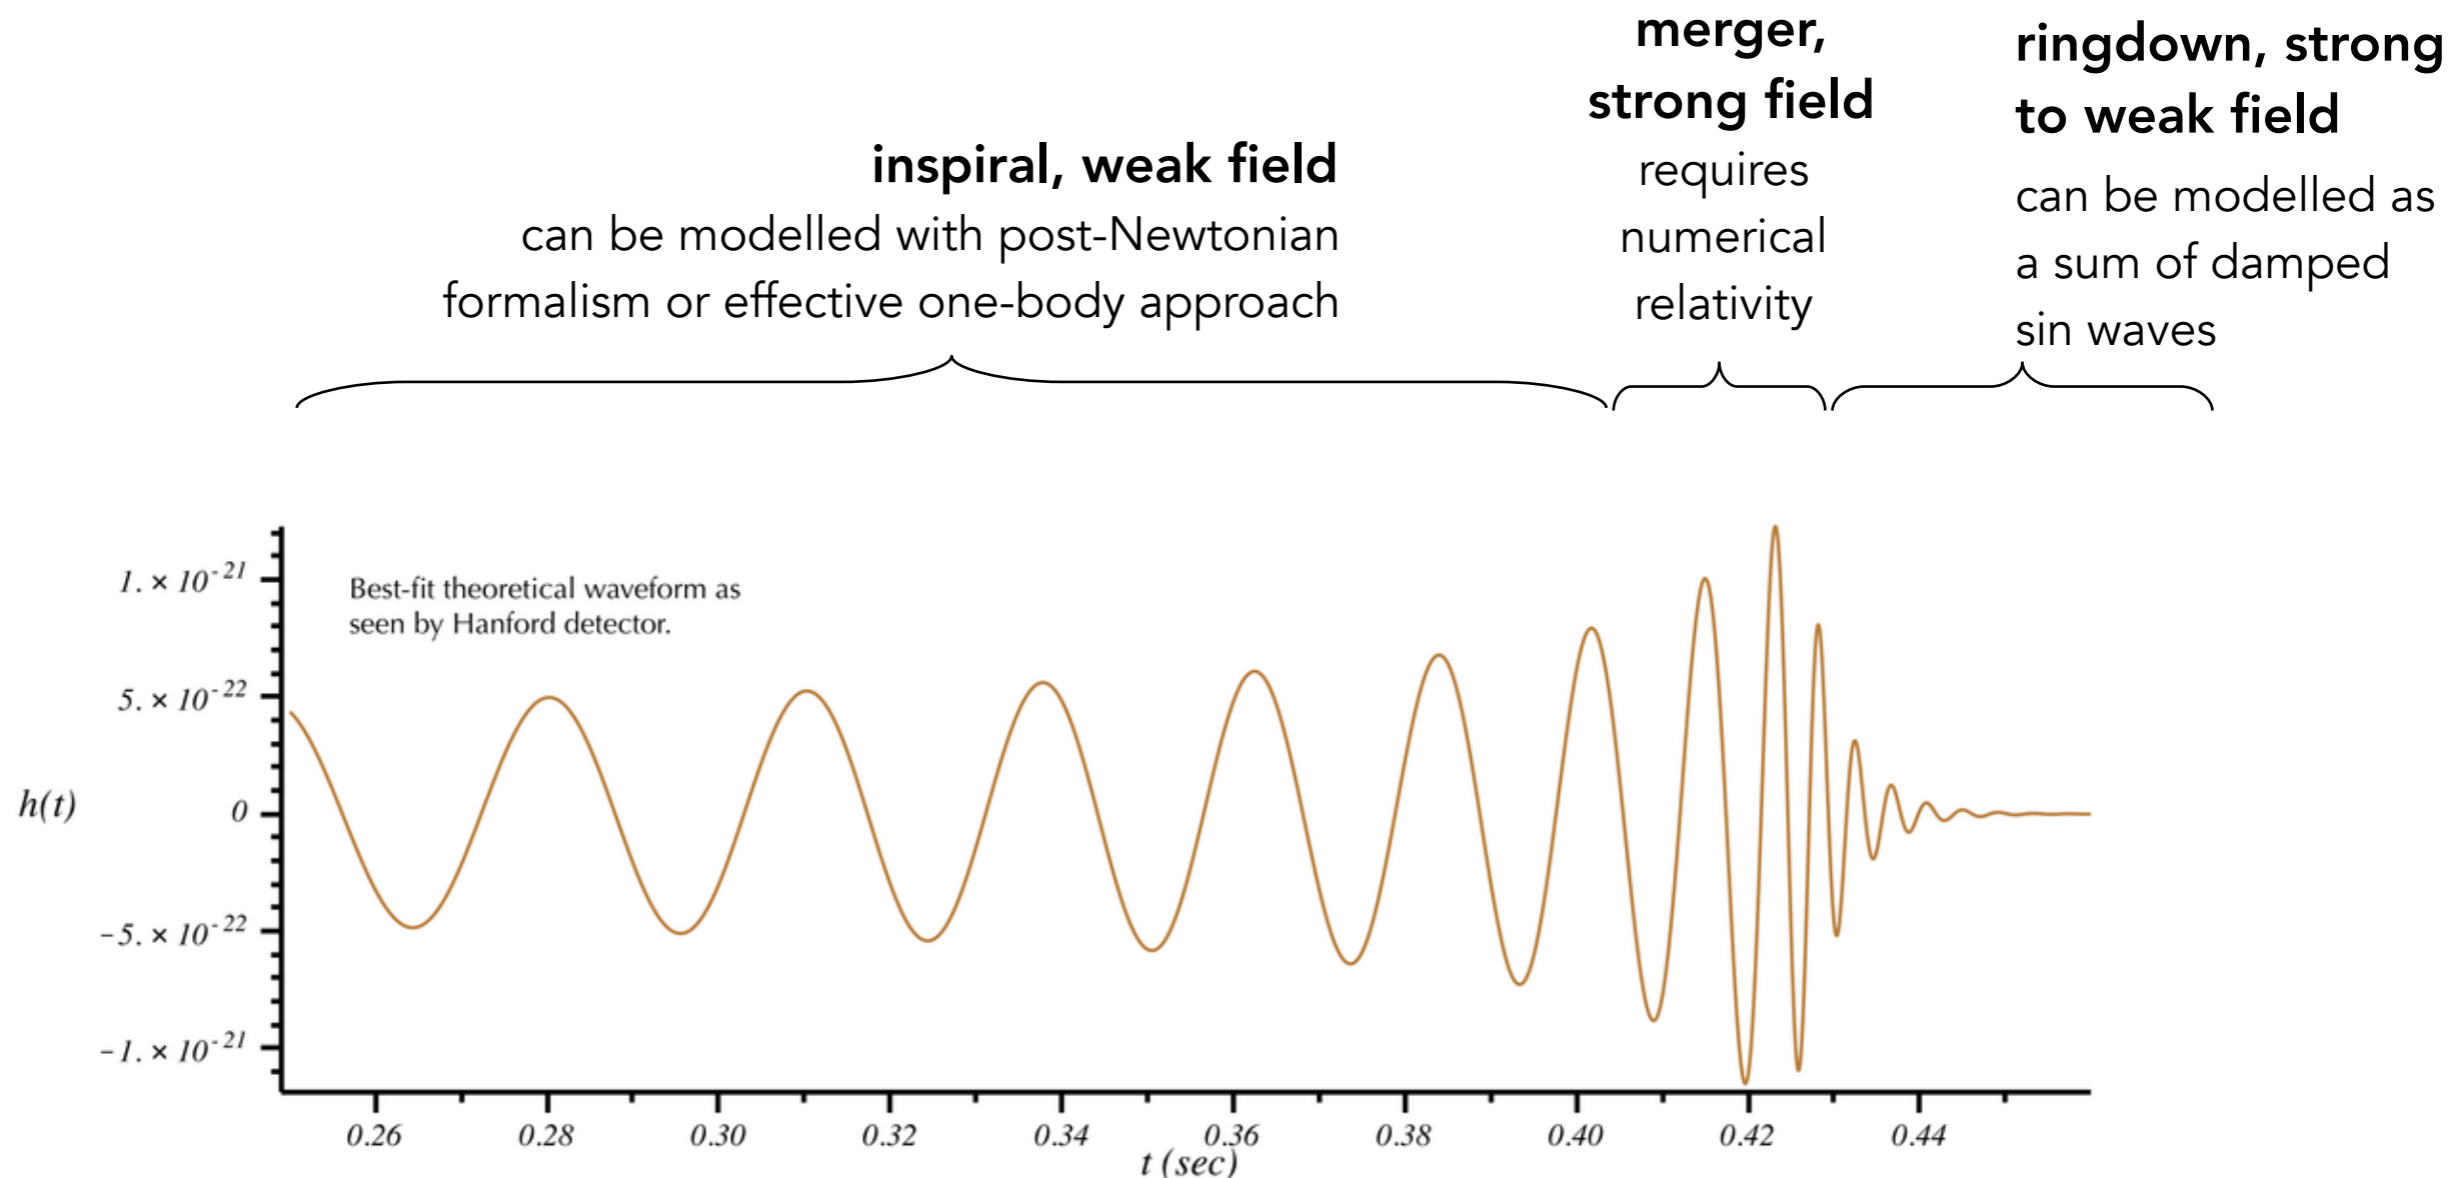 merger,
strong field
requires
numerical
relativity
ringdown, strong
to weak field
can be modelled as
a sum of damped
sin waves
inspiral, weak field
can be modelled with post-Newtonian
formalism or effective one-body approach
Best-fit theoretical waveform as
seen by Hanford detector.
1. × 10⁻²¹
5. × 10⁻²²
h(t)
0
−5. × 10⁻²²
−1. × 10⁻²¹
0.26 0.28 0.30 0.32 0.34 0.36 0.38 0.40 0.42 0.44
t (sec)